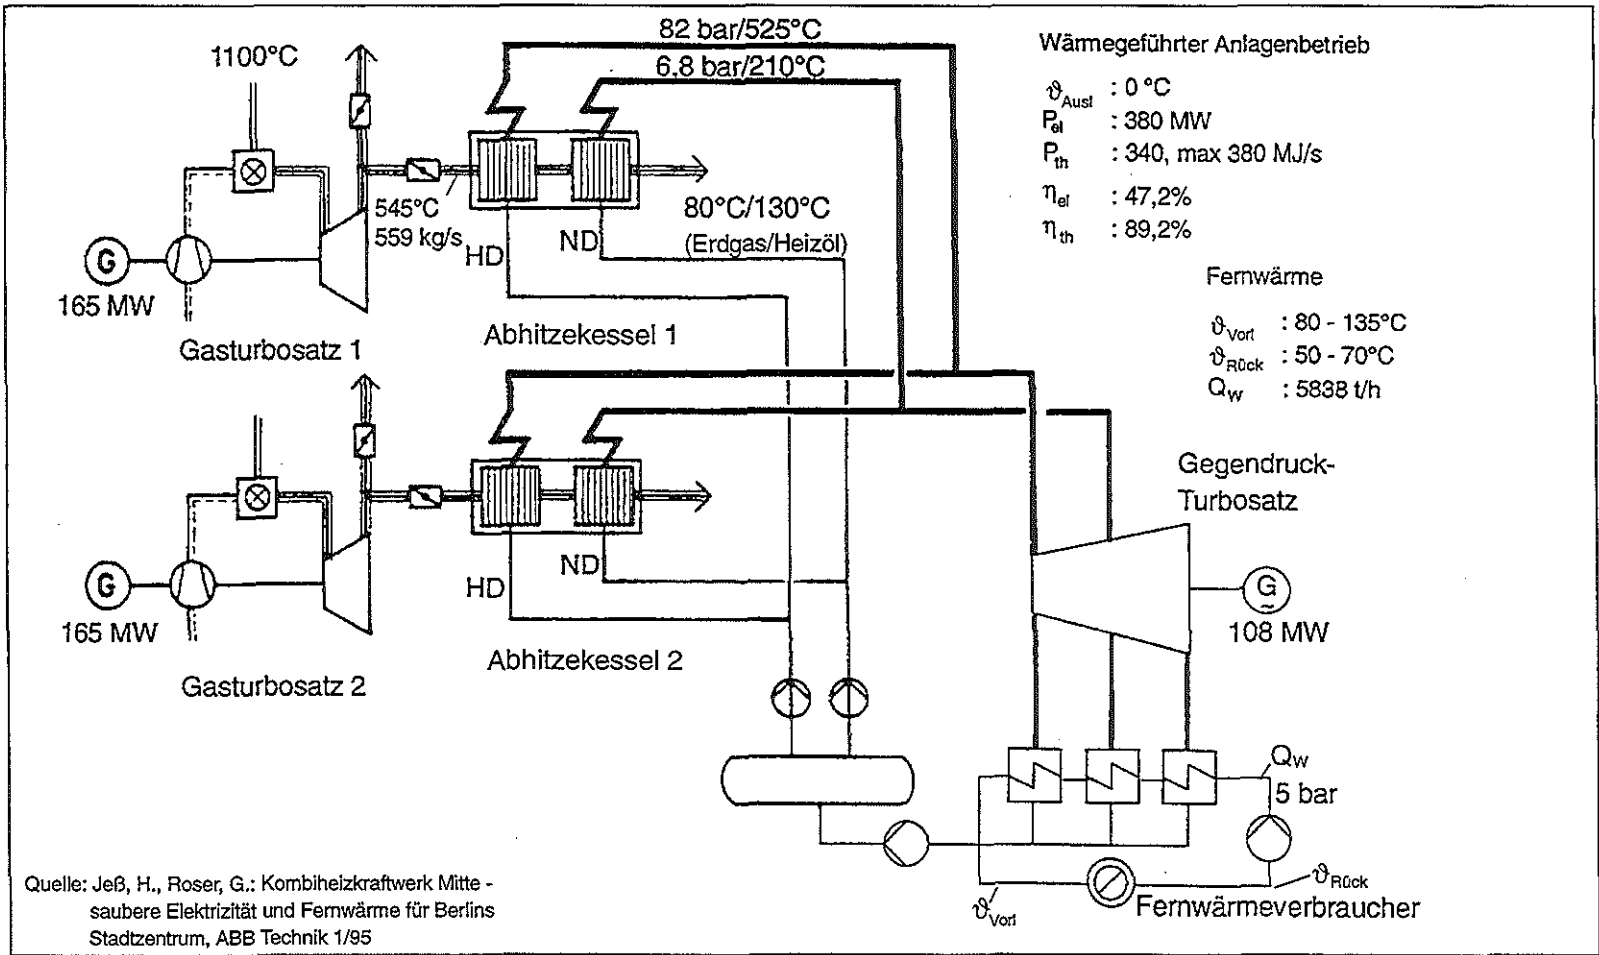 82 bar/525°C
6,8 bar/210°C
1100°C
Wärmegeführter Anlagenbetrieb
ϑAusl : 0 °C
Pel : 380 MW
Pth : 340, max 380 MJ/s
ηel : 47,2%
ηth : 89,2%
545°C
559 kg/s
HD
ND
80°C/130°C
(Erdgas/Heizöl)
G
165 MW
Gasturbosatz 1
Abhitzekessel 1
Fernwärme
ϑVorl : 80 - 135°C
ϑRück : 50 - 70°C
QW : 5838 t/h
Gegendruck-
Turbosatz
HD
ND
G
165 MW
Gasturbosatz 2
Abhitzekessel 2
G
~
108 MW
QW
5 bar
ϑVorl
ϑRück
Fernwärmeverbraucher
Quelle: Jeß, H., Roser, G.: Kombiheizkraftwerk Mitte -
saubere Elektrizität und Fernwärme für Berlins
Stadtzentrum, ABB Technik 1/95